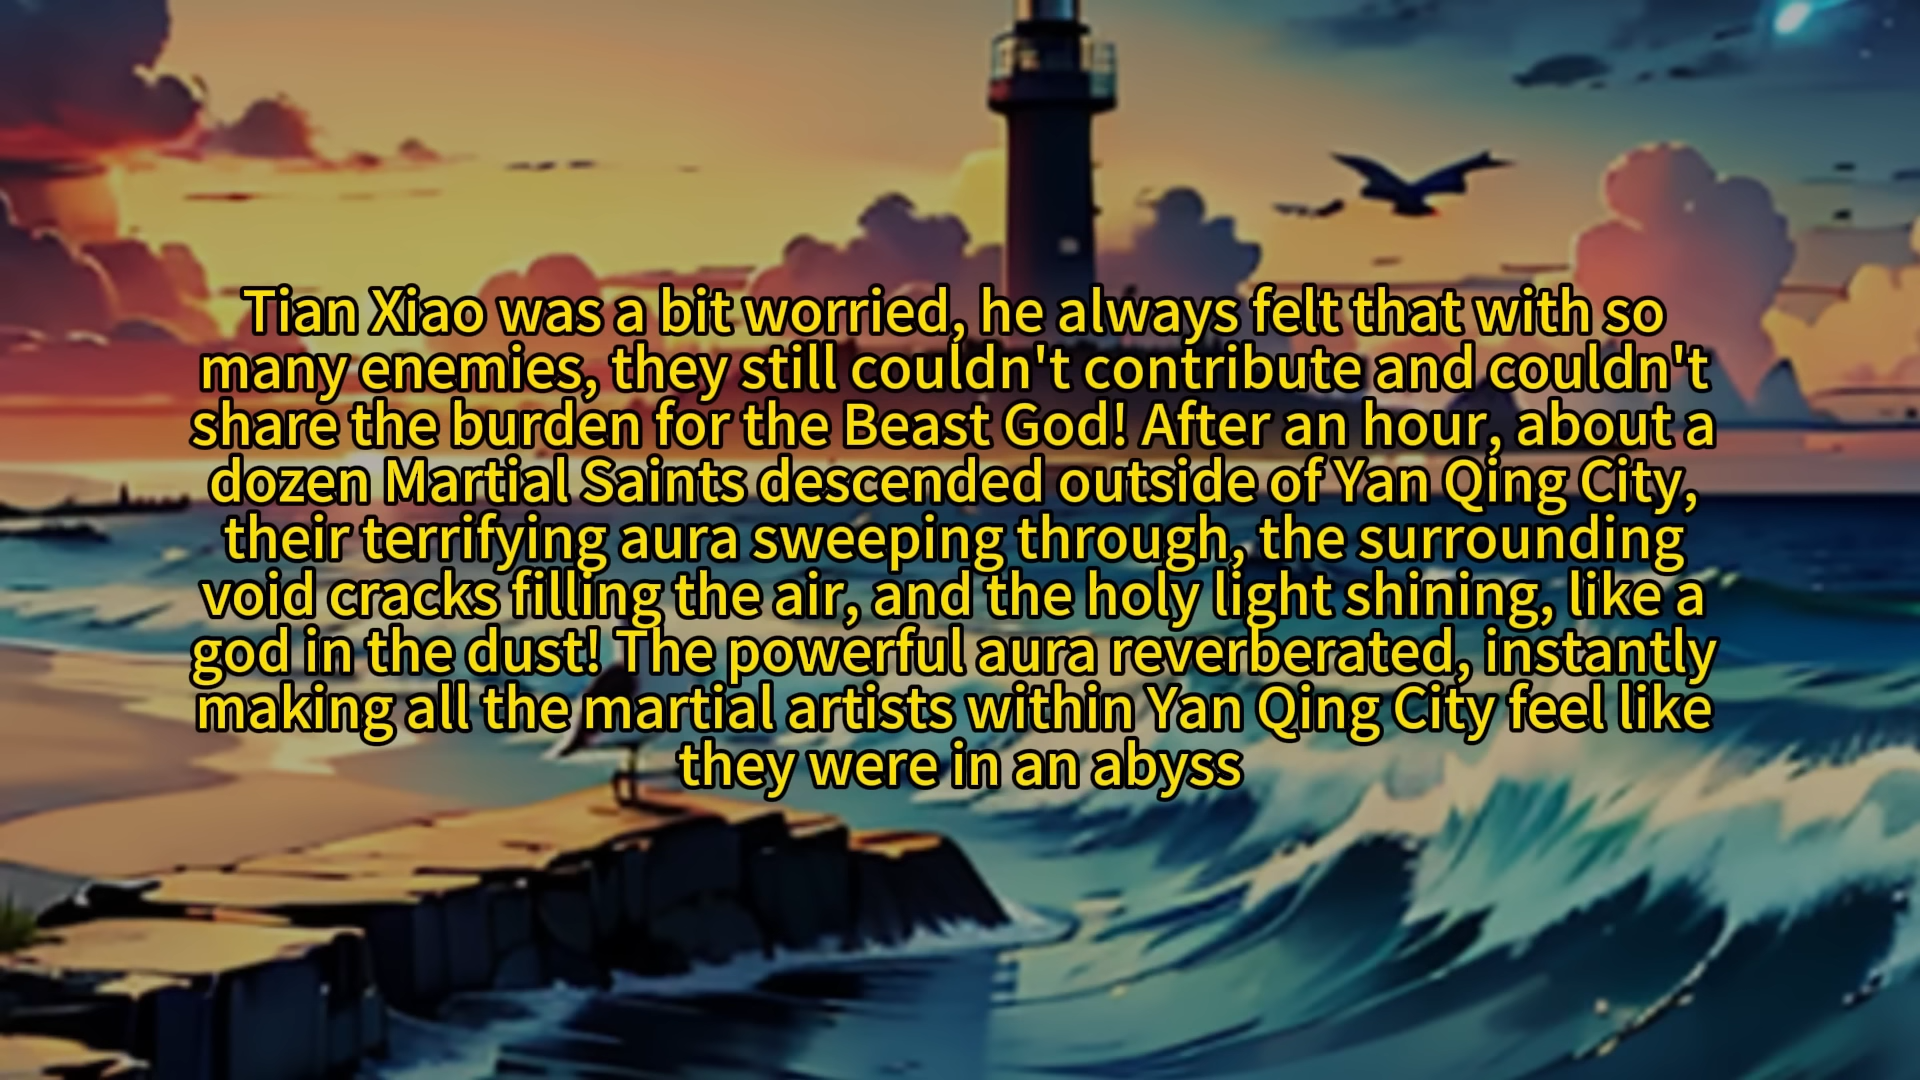 Tian Xiao was a bit worried, he always felt that with so
many enemies, they still couldn't contribute and couldn't
share the burden for the Beast God! After an hour, about a
dozen Martial Saints descended outside of Yan Qing City,
their terrifying aura sweeping through, the surrounding
void cracks filling the air, and the holy light shining, like a
god in the dust! The powerful aura reverberated, instantly
making all the martial artists within Yan Qing City feel like
they were in an abyss